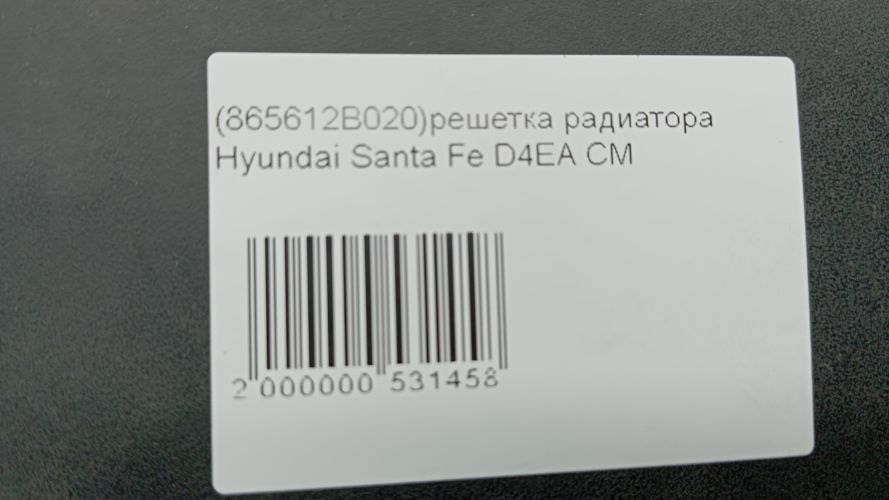 (865612B020)решетка радиатора
Hyundai Santa Fe D4EA CM
2 000000 531458